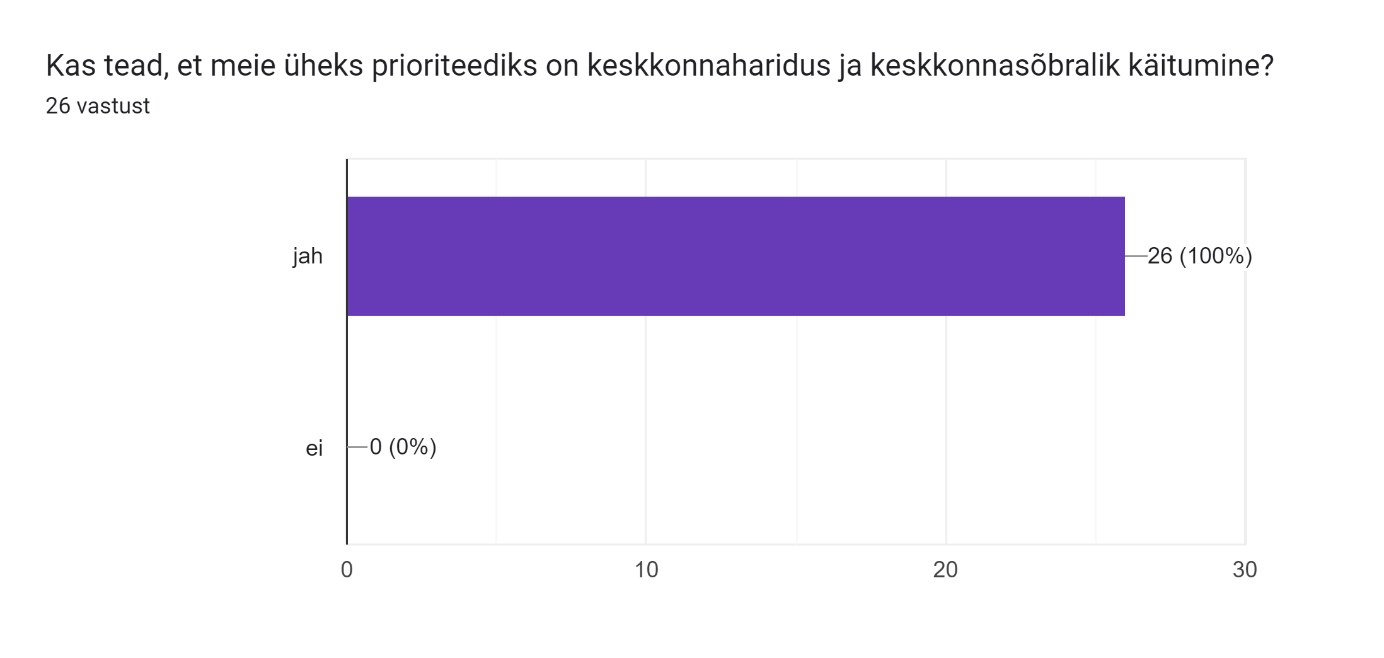 Kas tead, et meie üheks prioriteediks on keskkonnaharidus ja keskkonnasõbralik käitumine?
26 vastust
jah
26 (100%)
ei
0 (0%)
0
10
20
30